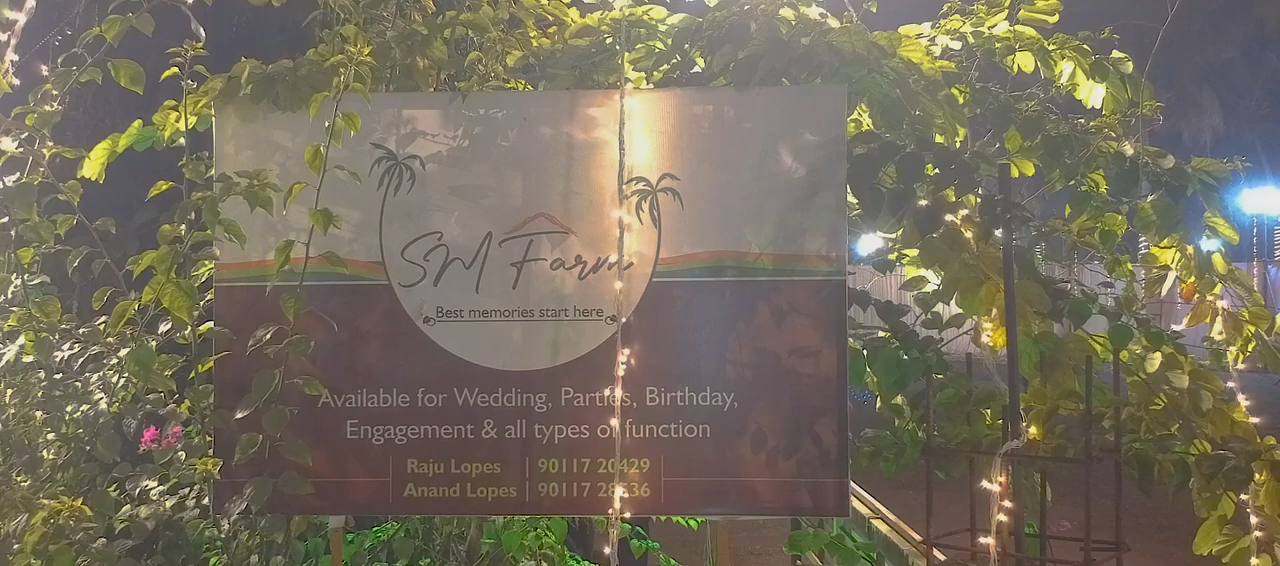 SM Farm
Best memories start here
Available for Wedding, Parties, Birthday,
Engagement & all types of function
Raju Lopes | 90117 20429
Anand Lopes | 90117